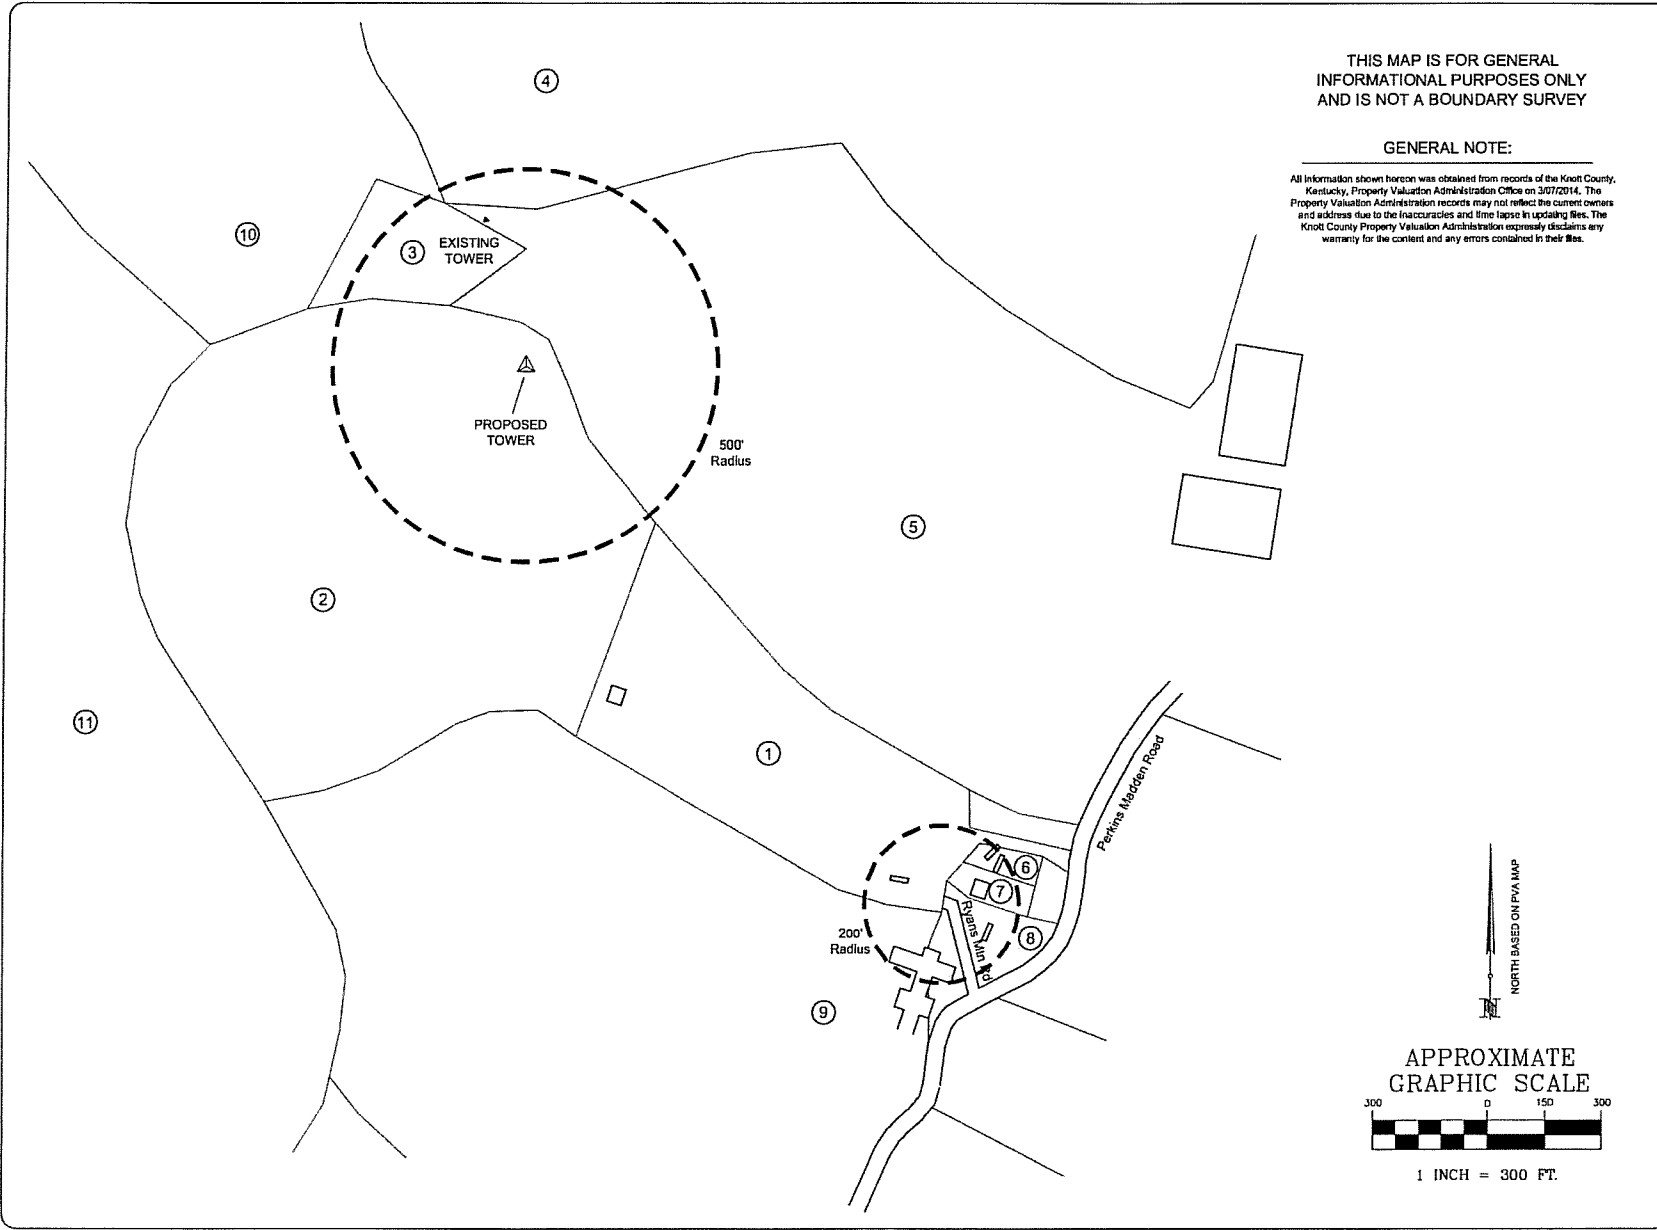 THIS MAP IS FOR GENERAL
INFORMATIONAL PURPOSES ONLY
AND IS NOT A BOUNDARY SURVEY
GENERAL NOTE:
All information shown hereon was obtained from records of the Knott County,
Kentucky, Property Valuation Administration Office on 3/07/2014. The
Property Valuation Administration records may not reflect the current owners
and address due to the inaccuracies and time lapse in updating files. The
Knott County Property Valuation Administration expressly disclaims any
warranty for the content and any errors contained in their files.
4
10
3
EXISTING
TOWER
PROPOSED
TOWER
500'
Radius
5
2
11
1
Perkins Madden Road
6
7
Ryans Mtn Rd
8
200'
Radius
9
NORTH BASED ON PVA MAP
N
APPROXIMATE
GRAPHIC SCALE
300 0 150 300
1 INCH = 300 FT.